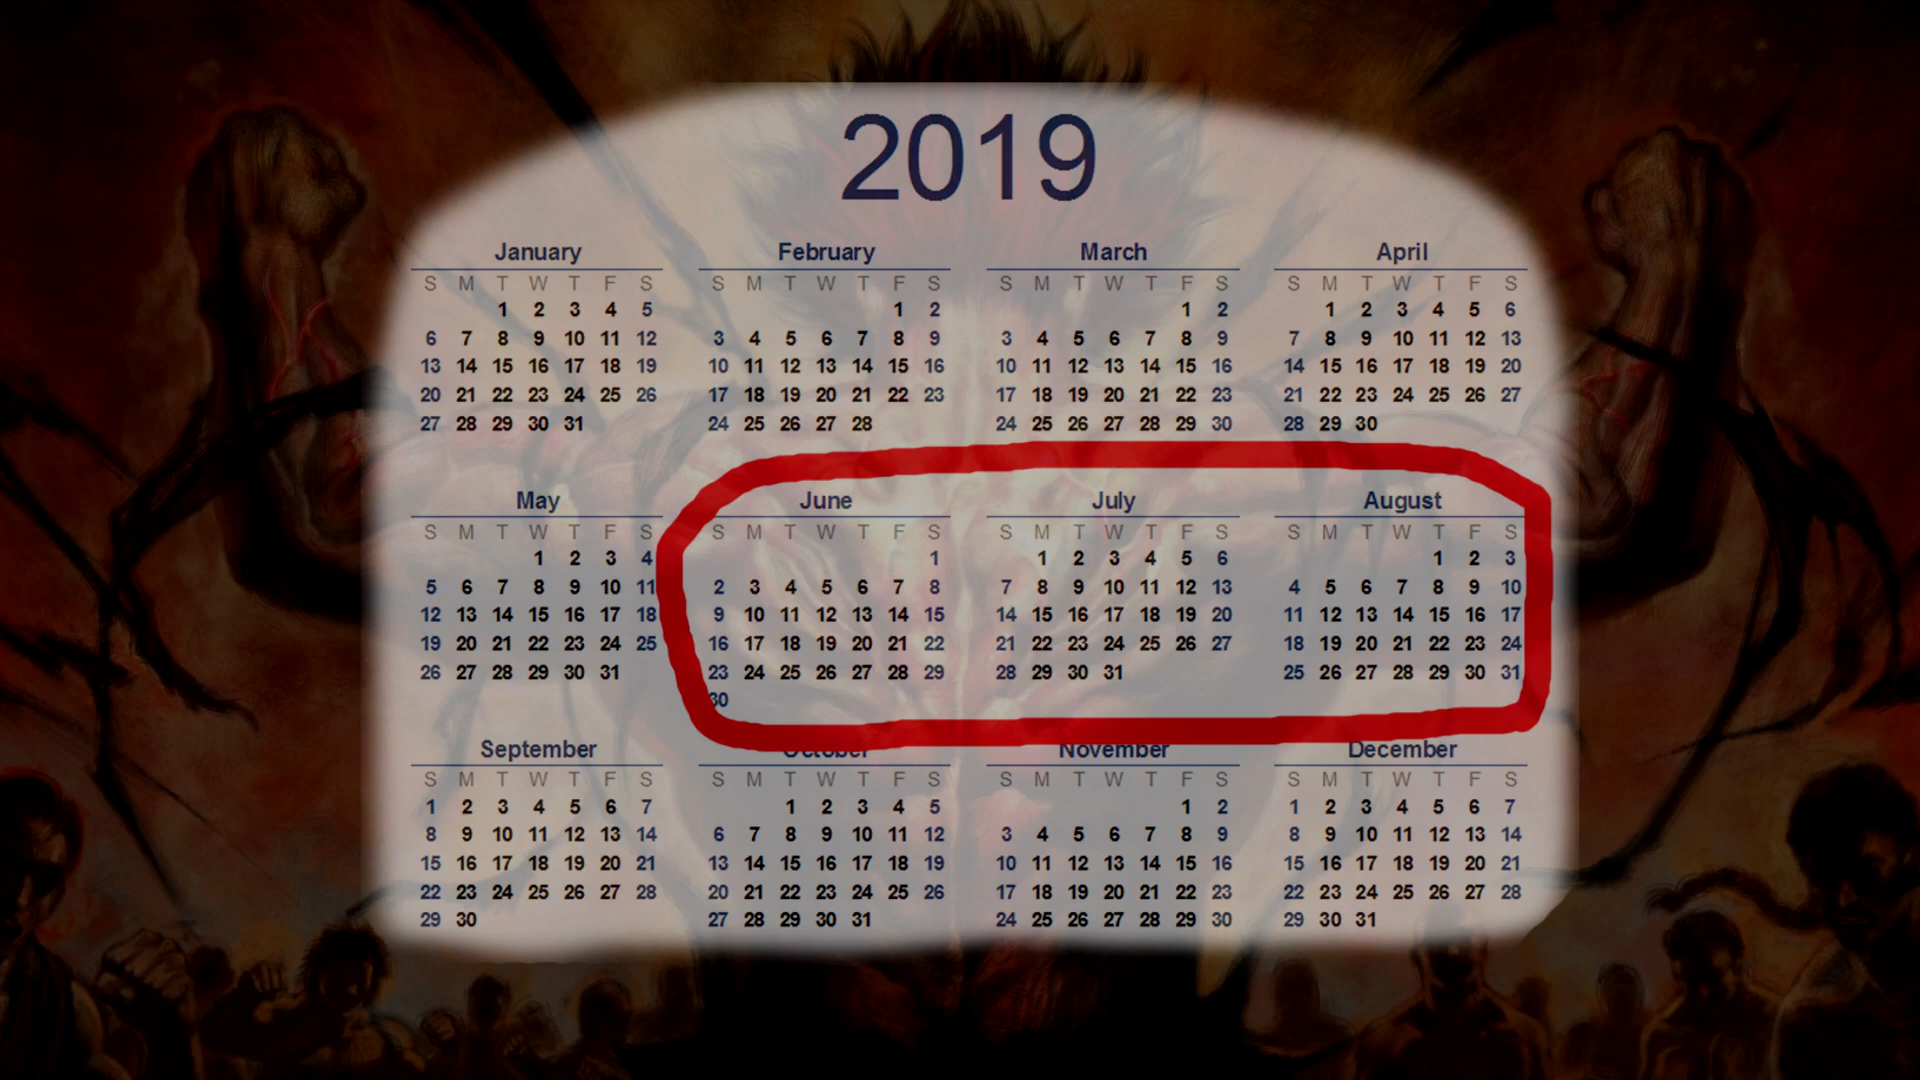 2019
January February March April
S M T W T F S S M T W T F S S M T W T F S S M T W T F S
1 2 3 4 5 1 2 1 2 1 2 3 4 5 6
6 7 8 9 10 11 12 3 4 5 6 7 8 9 3 4 5 6 7 8 9 7 8 9 10 11 12 13
13 14 15 16 17 18 19 10 11 12 13 14 15 16 10 11 12 13 14 15 16 14 15 16 17 18 19 20
20 21 22 23 24 25 26 17 18 19 20 21 22 23 17 18 19 20 21 22 23 21 22 23 24 25 26 27
27 28 29 30 31 24 25 26 27 28 24 25 26 27 28 29 30 28 29 30
May June July August
S M T W T F S S M T W T F S S M T W T F S S M T W T F S
1 2 3 4 1 1 2 3 4 5 6 1 2 3
5 6 7 8 9 10 11 2 3 4 5 6 7 8 7 8 9 10 11 12 13 4 5 6 7 8 9 10
12 13 14 15 16 17 18 9 10 11 12 13 14 15 14 15 16 17 18 19 20 11 12 13 14 15 16 17
19 20 21 22 23 24 25 16 17 18 19 20 21 22 21 22 23 24 25 26 27 18 19 20 21 22 23 24
26 27 28 29 30 31 23 24 25 26 27 28 29 28 29 30 31 25 26 27 28 29 30 31
30
September October November December
S M T W T F S S M T W T F S S M T W T F S S M T W T F S
1 2 3 4 5 6 7 1 2 3 4 5 1 2 1 2 3 4 5 6 7
8 9 10 11 12 13 14 6 7 8 9 10 11 12 3 4 5 6 7 8 9 8 9 10 11 12 13 14
15 16 17 18 19 20 21 13 14 15 16 17 18 19 10 11 12 13 14 15 16 15 16 17 18 19 20 21
22 23 24 25 26 27 28 20 21 22 23 24 25 26 17 18 19 20 21 22 23 22 23 24 25 26 27 28
29 30 27 28 29 30 31 24 25 26 27 28 29 30 29 30 31